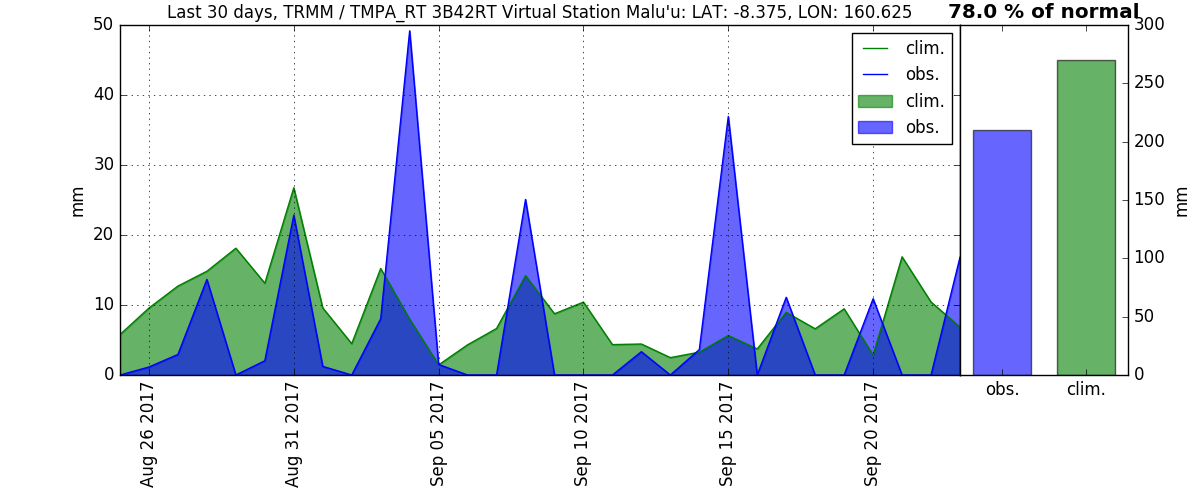 Last 30 days, TRMM / TMPA_RT 3B42RT Virtual Station Malu'u: LAT: -8.375, LON: 160.625
78.0 % of normal
50
40
30
20
10
0
mm
clim.
obs.
clim.
obs.
300
250
200
150
100
50
0
mm
Aug 26 2017
Aug 31 2017
Sep 05 2017
Sep 10 2017
Sep 15 2017
Sep 20 2017
obs.
clim.